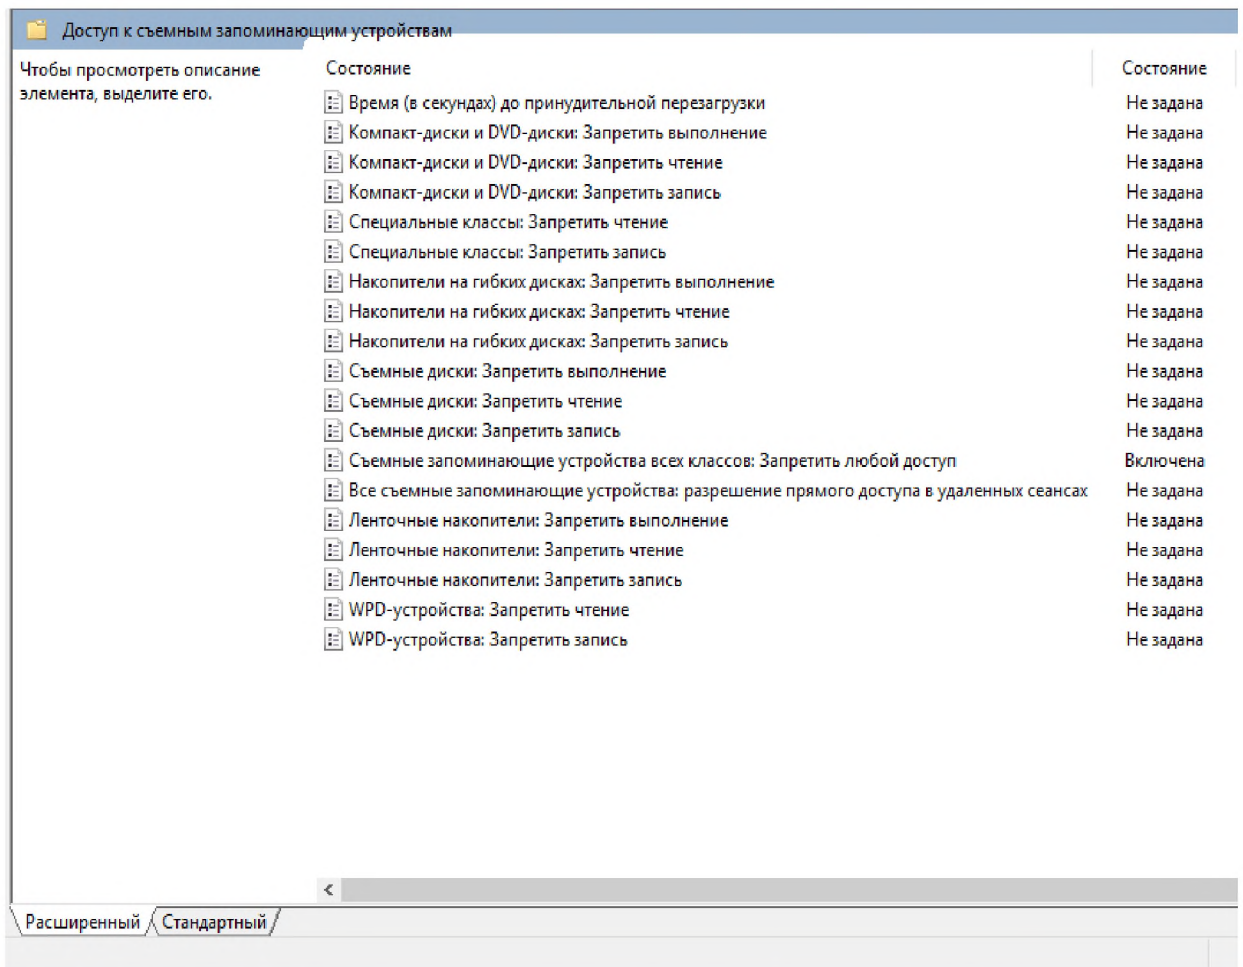 Доступ к съемным запоминающим устройствам
Чтобы просмотреть описание
элемента, выделите его.
Состояние Состояние
Время (в секундах) до принудительной перезагрузки Не задана
Компакт-диски и DVD-диски: Запретить выполнение Не задана
Компакт-диски и DVD-диски: Запретить чтение Не задана
Компакт-диски и DVD-диски: Запретить запись Не задана
Специальные классы: Запретить чтение Не задана
Специальные классы: Запретить запись Не задана
Накопители на гибких дисках: Запретить выполнение Не задана
Накопители на гибких дисках: Запретить чтение Не задана
Накопители на гибких дисках: Запретить запись Не задана
Съемные диски: Запретить выполнение Не задана
Съемные диски: Запретить чтение Не задана
Съемные диски: Запретить запись Не задана
Съемные запоминающие устройства всех классов: Запретить любой доступ Включена
Все съемные запоминающие устройства: разрешение прямого доступа в удаленных сеансах Не задана
Ленточные накопители: Запретить выполнение Не задана
Ленточные накопители: Запретить чтение Не задана
Ленточные накопители: Запретить запись Не задана
WPD-устройства: Запретить чтение Не задана
WPD-устройства: Запретить запись Не задана
Расширенный Стандартный